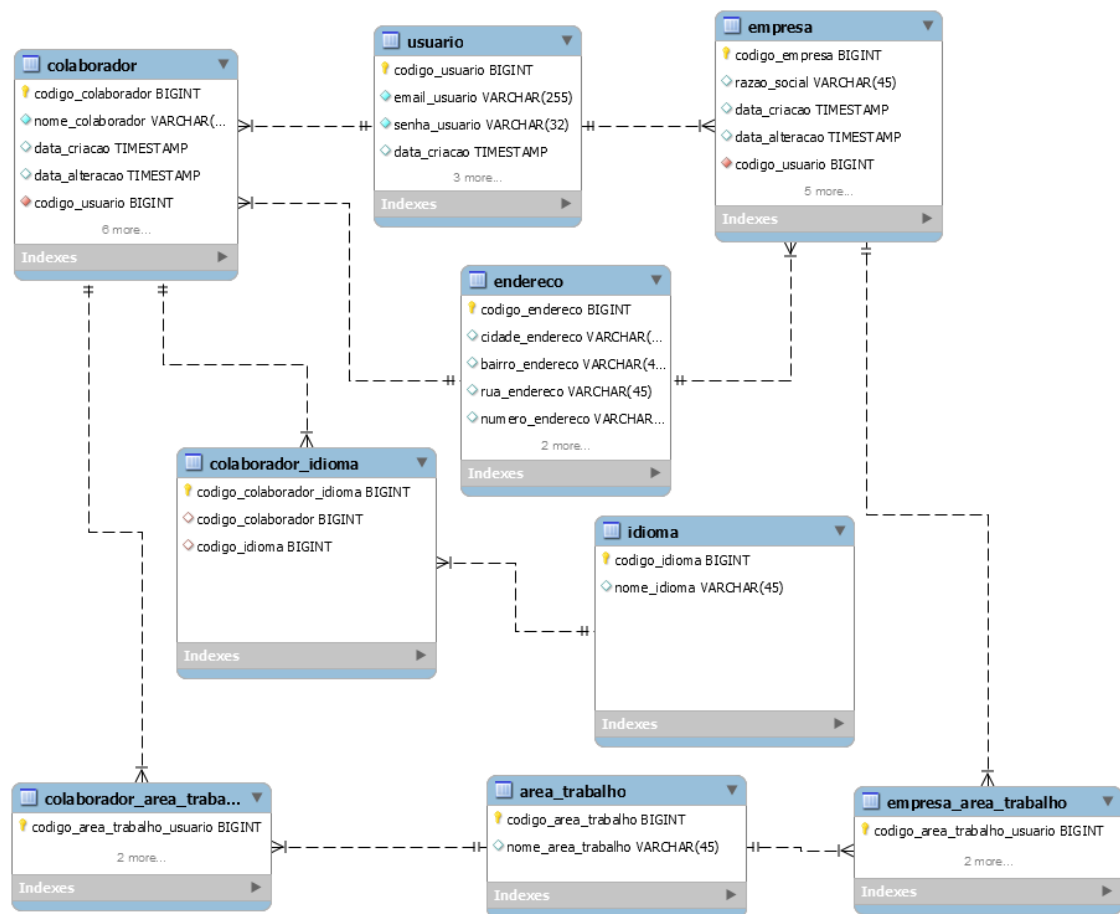 colaborador
codigo_colaborador BIGINT
nome_colaborador VARCHAR(...
data_criacao TIMESTAMP
data_alteracao TIMESTAMP
codigo_usuario BIGINT
6 more...
Indexes
usuario
codigo_usuario BIGINT
email_usuario VARCHAR(255)
senha_usuario VARCHAR(32)
data_criacao TIMESTAMP
3 more...
Indexes
empresa
codigo_empresa BIGINT
razao_social VARCHAR(45)
data_criacao TIMESTAMP
data_alteracao TIMESTAMP
codigo_usuario BIGINT
5 more...
Indexes
endereco
codigo_endereco BIGINT
cidade_endereco VARCHAR(...
bairro_endereco VARCHAR(4...
rua_endereco VARCHAR(45)
numero_endereco VARCHAR...
2 more...
Indexes
colaborador_idioma
codigo_colaborador_idioma BIGINT
codigo_colaborador BIGINT
codigo_idioma BIGINT
Indexes
idioma
codigo_idioma BIGINT
nome_idioma VARCHAR(45)
Indexes
colaborador_area_traba...
codigo_area_trabalho_usuario BIGINT
2 more...
Indexes
area_trabalho
codigo_area_trabalho BIGINT
nome_area_trabalho VARCHAR(45)
Indexes
empresa_area_trabalho
codigo_area_trabalho_usuario BIGINT
2 more...
Indexes